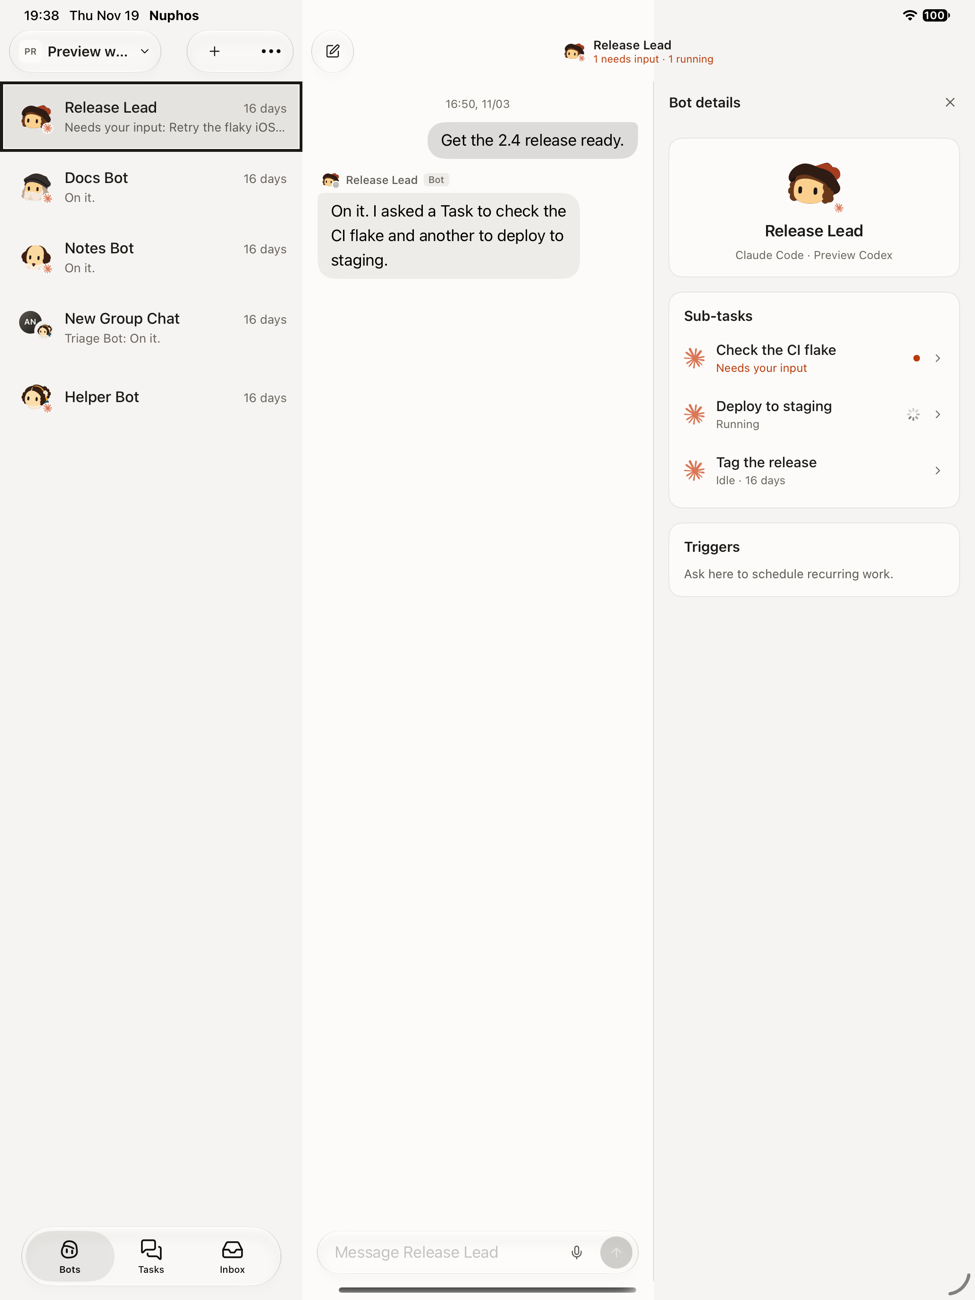 19:38 Thu Nov 19 Nuphos
100
PR Preview w...
Release Lead
1 needs input · 1 running
Release Lead 16 days
Needs your input: Retry the flaky iOS...
Docs Bot 16 days
On it.
Notes Bot 16 days
On it.
AN
New Group Chat 16 days
Triage Bot: On it.
Helper Bot 16 days
16:50, 11/03
Get the 2.4 release ready.
Release Lead Bot
On it. I asked a Task to check the
CI flake and another to deploy to
staging.
Message Release Lead
Bot details
Release Lead
Claude Code · Preview Codex
Sub-tasks
Check the CI flake
Needs your input
Deploy to staging
Running
Tag the release
Idle · 16 days
Triggers
Ask here to schedule recurring work.
Bots Tasks Inbox